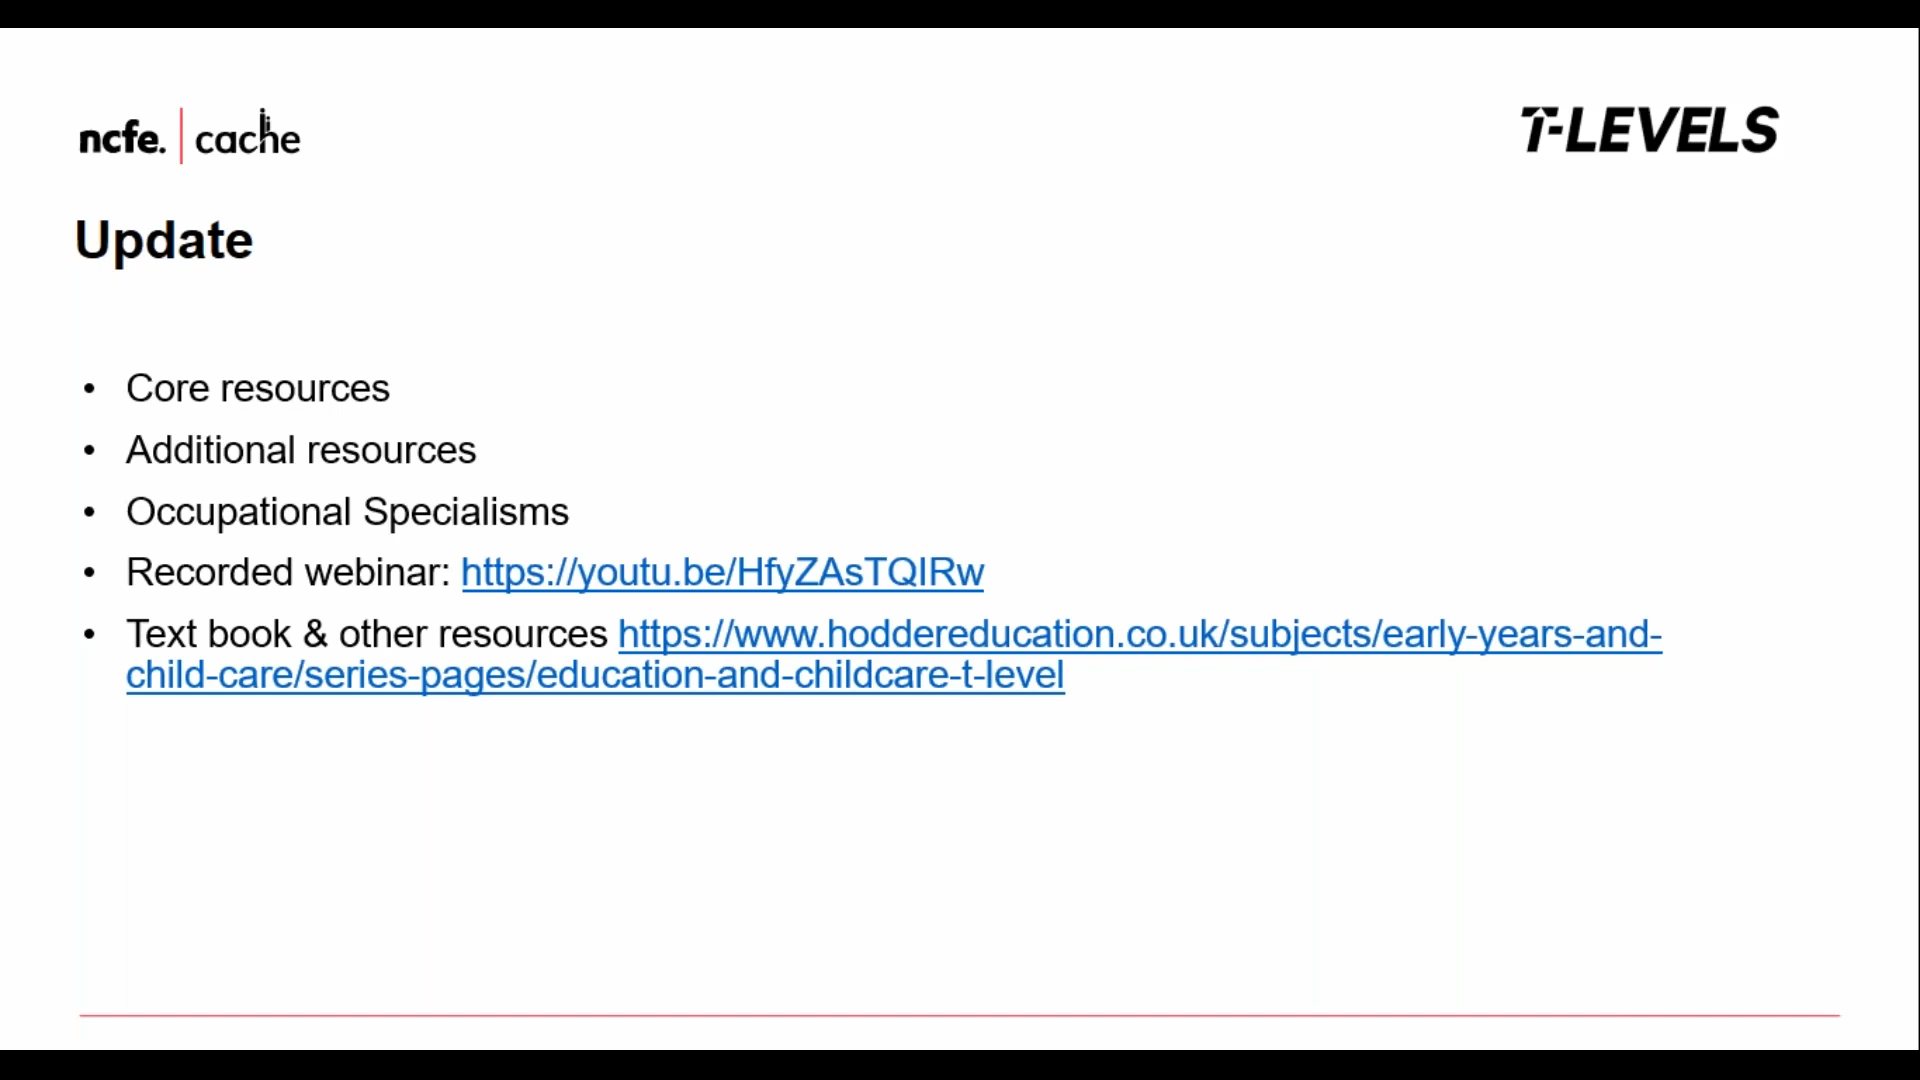 ncfe. cache
T-LEVELS
Update
• Core resources
• Additional resources
• Occupational Specialisms
• Recorded webinar: https://youtu.be/HfyZAsTQIRw
• Text book & other resources https://www.hoddereducation.co.uk/subjects/early-years-and-
child-care/series-pages/education-and-childcare-t-level